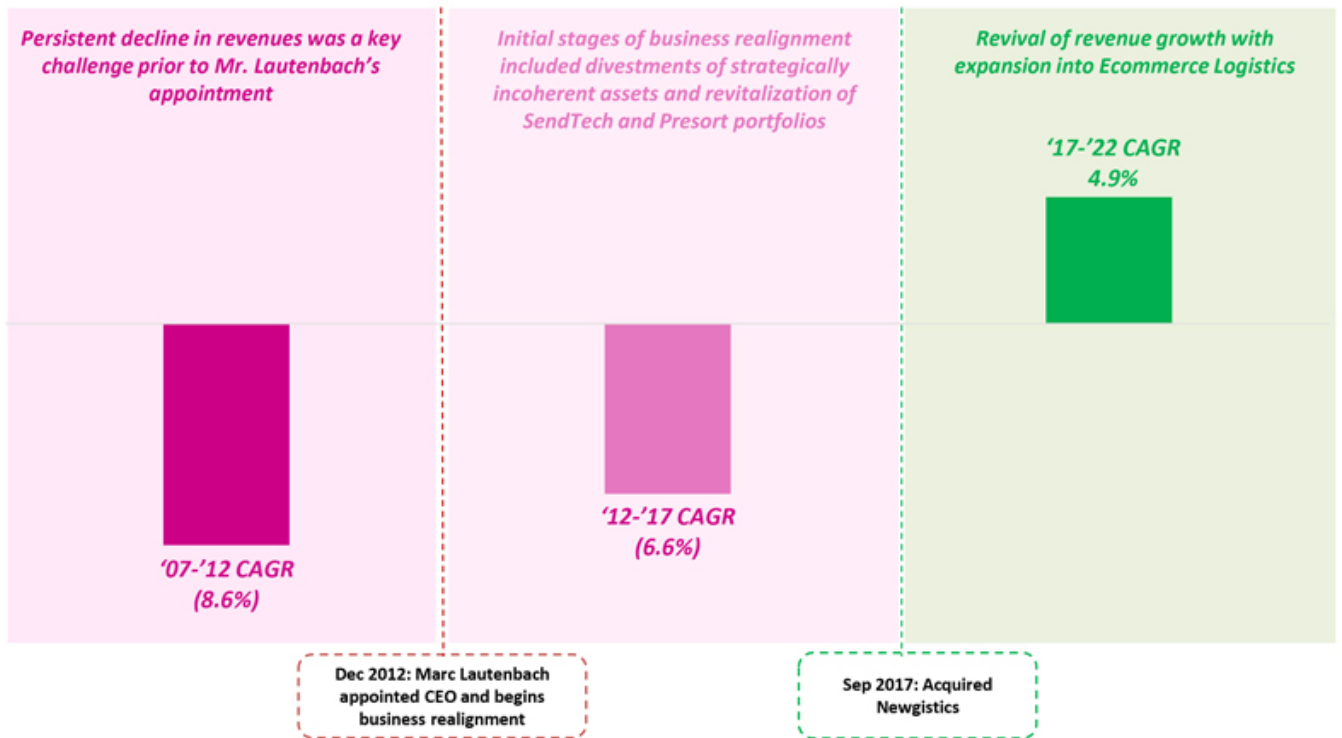 Persistent decline in revenues was a key
challenge prior to Mr. Lautenbach’s
appointment
Initial stages of business realignment
included divestments of strategically
incoherent assets and revitalization of
SendTech and Presort portfolios
Revival of revenue growth with
expansion into Ecommerce Logistics
‘17-’22 CAGR
4.9%
‘12-’17 CAGR
(6.6%)
‘07-’12 CAGR
(8.6%)
Dec 2012: Marc Lautenbach
appointed CEO and begins
business realignment
Sep 2017: Acquired
Newgistics